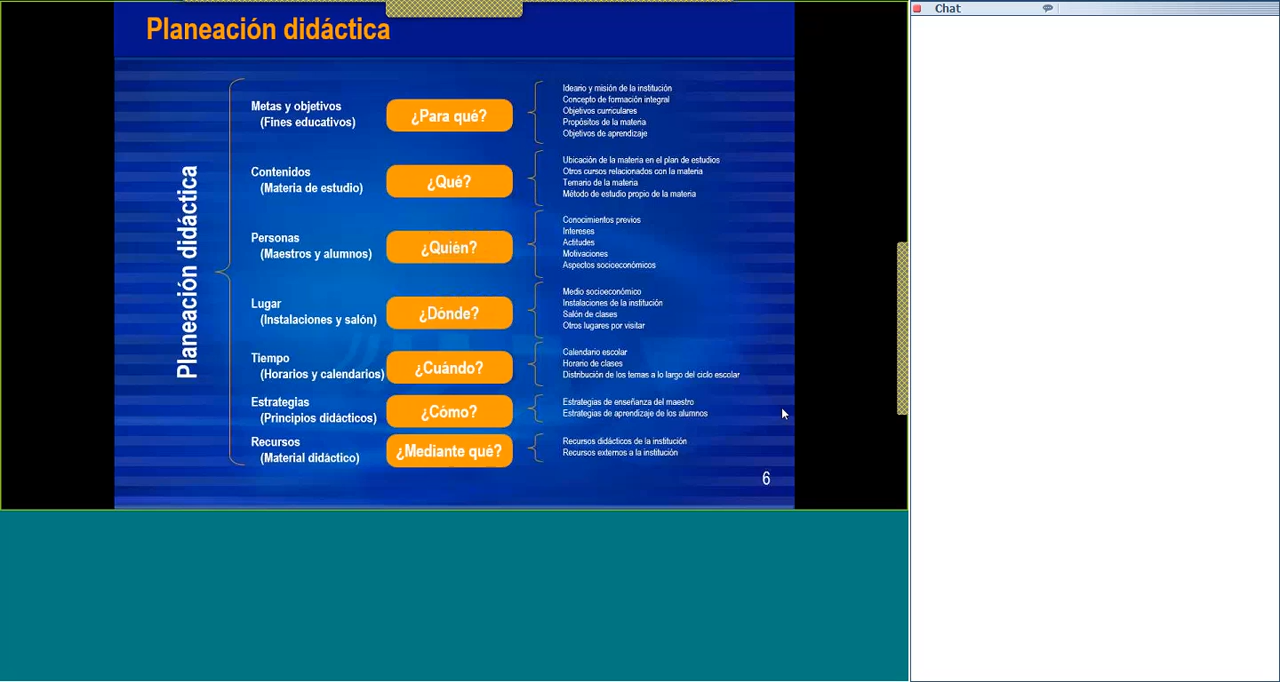 Planeación didáctica
Chat
Planeación didáctica
Metas y objetivos
(Fines educativos)
¿Para qué?
Ideario y misión de la institución
Concepto de formación integral
Objetivos curriculares
Propósitos de la materia
Objetivos de aprendizaje
Contenidos
(Materia de estudio)
¿Qué?
Ubicación de la materia en el plan de estudios
Otros cursos relacionados con la materia
Temario de la materia
Método de estudio propio de la materia
Personas
(Maestros y alumnos)
¿Quién?
Conocimientos previos
Intereses
Actitudes
Motivaciones
Aspectos socioeconómicos
Lugar
(Instalaciones y salón)
¿Dónde?
Medio socioeconómico
Instalaciones de la institución
Salón de clases
Otros lugares por visitar
Tiempo
(Horarios y calendarios)
¿Cuándo?
Calendario escolar
Horario de clases
Distribución de los temas a lo largo del ciclo escolar
Estrategias
(Principios didácticos)
¿Cómo?
Estrategias de enseñanza del maestro
Estrategias de aprendizaje de los alumnos
Recursos
(Material didáctico)
¿Mediante qué?
Recursos didácticos de la institución
Recursos externos a la institución
6